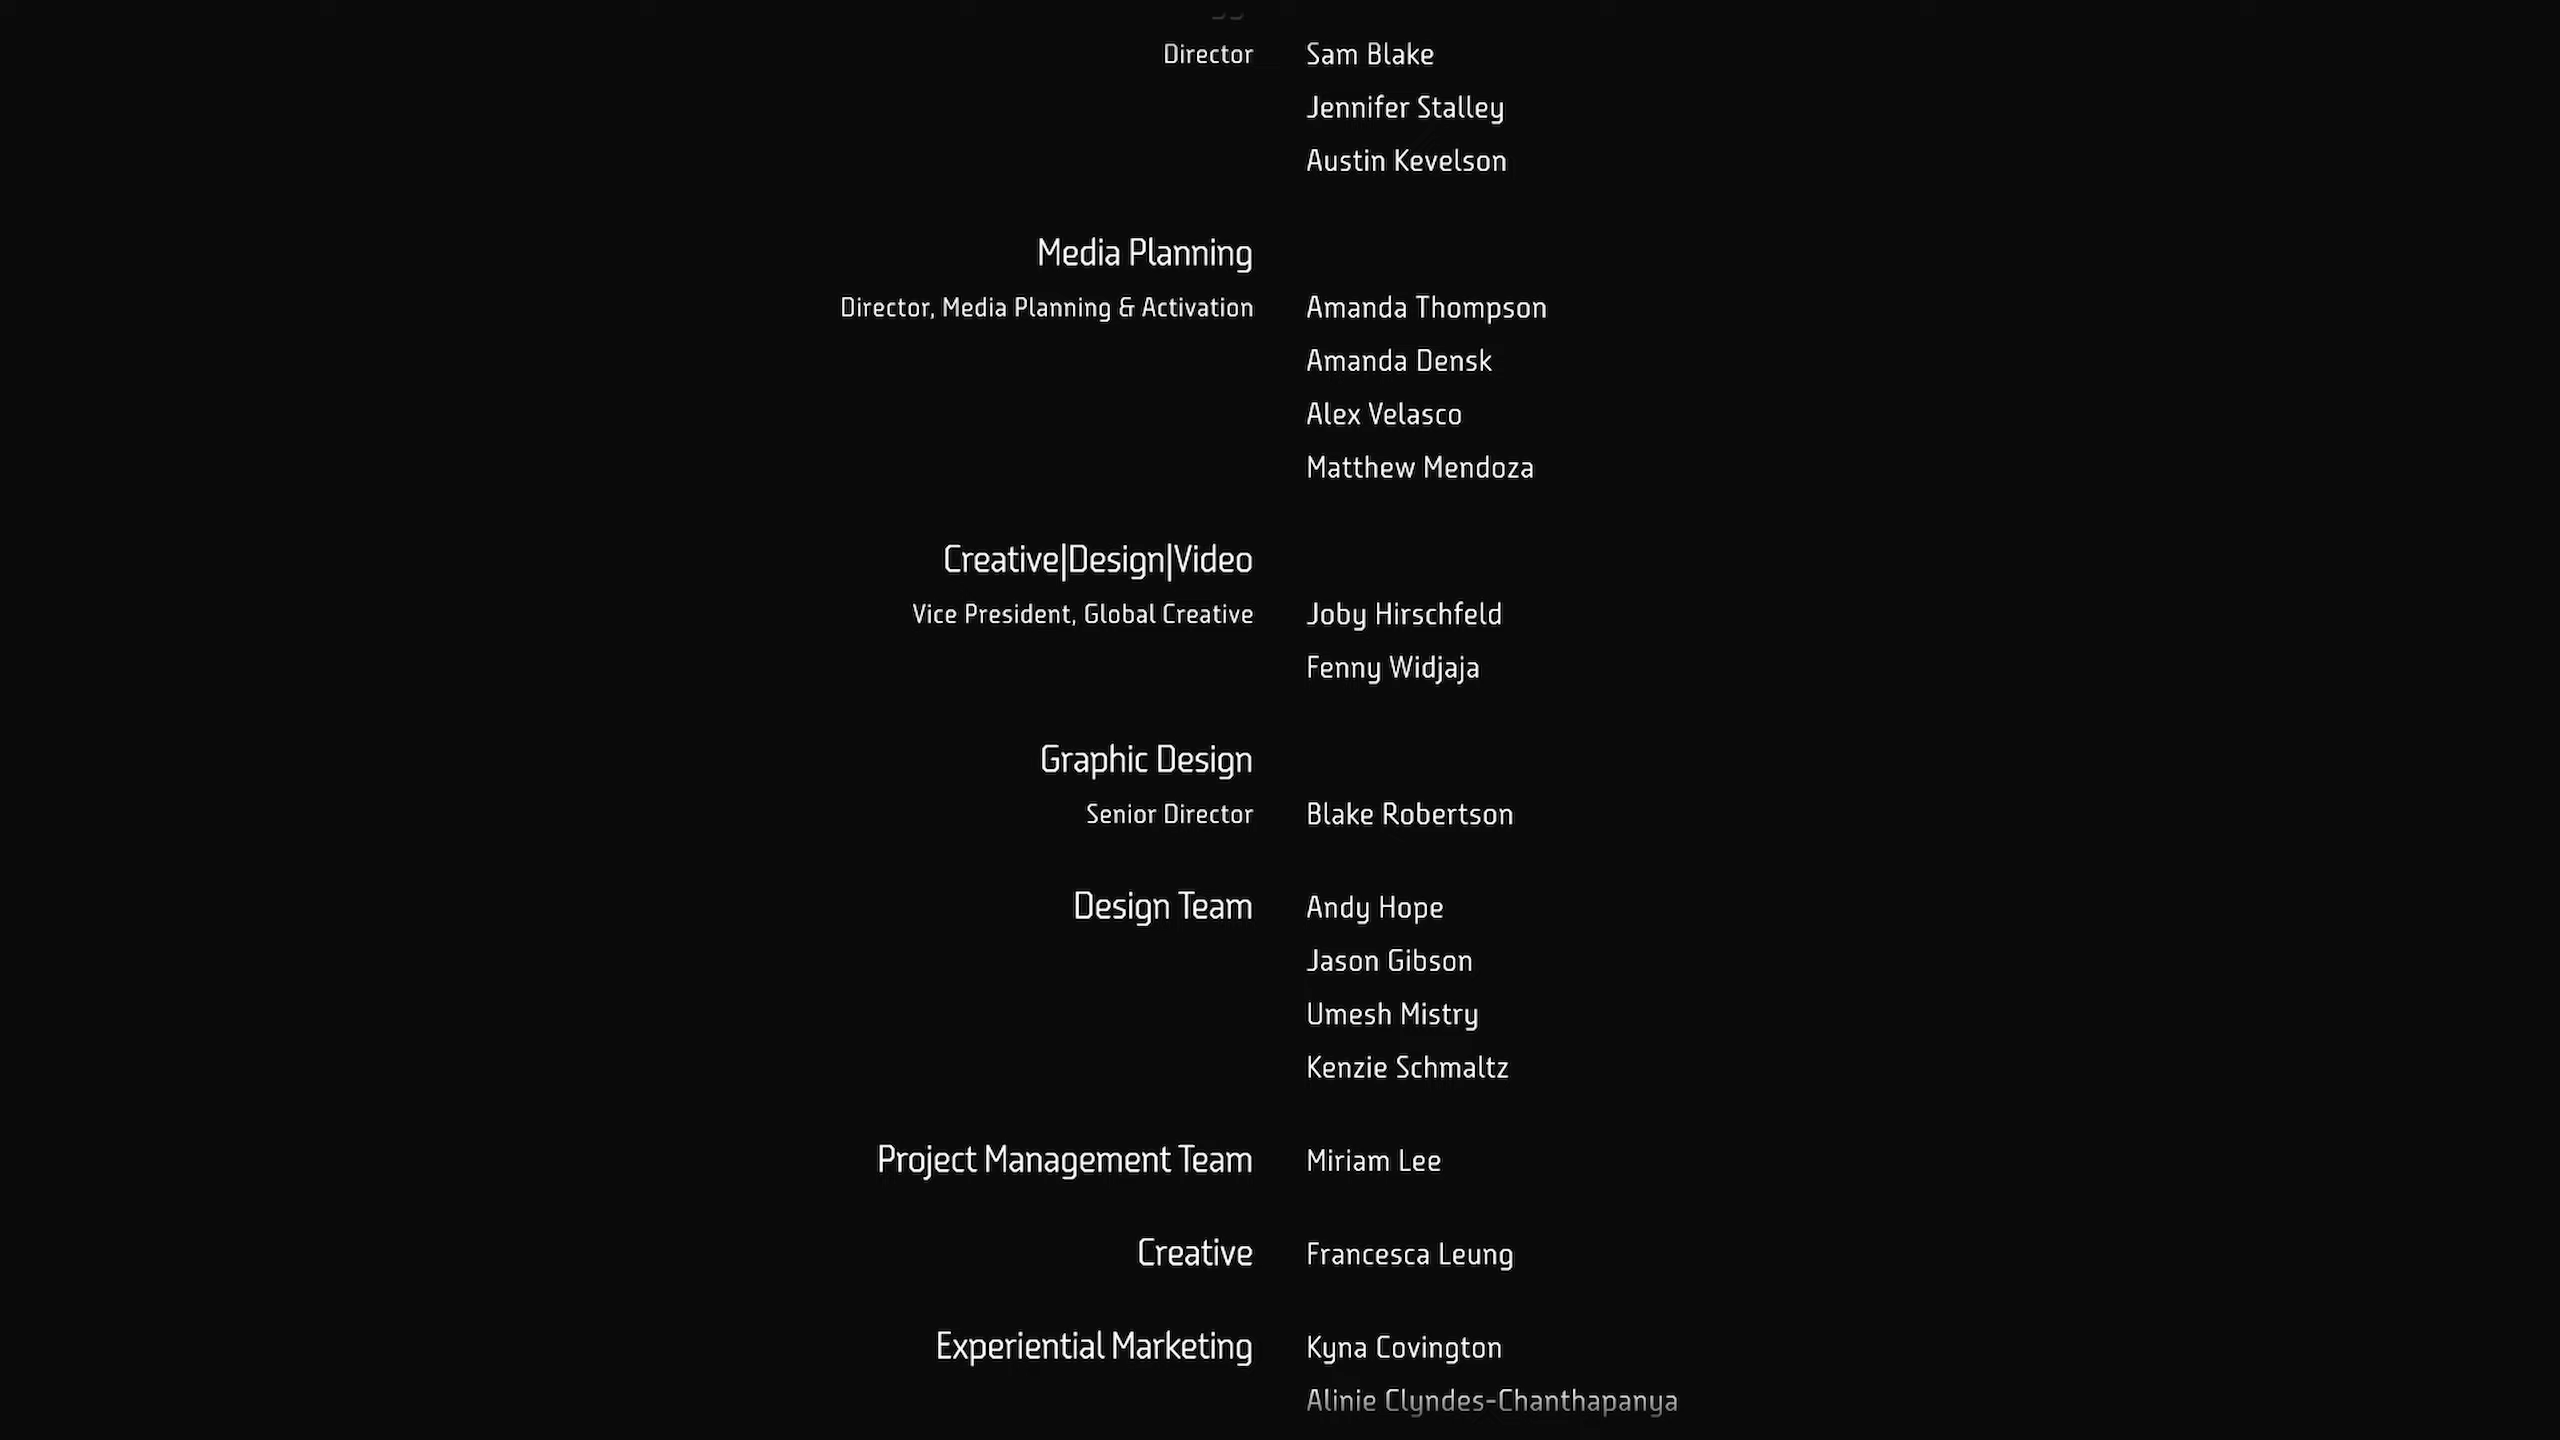 Director Sam Blake
Jennifer Stalley
Austin Kevelson
Media Planning
Director, Media Planning & Activation Amanda Thompson
Amanda Densk
Alex Velasco
Matthew Mendoza
Creative|Design|Video
Vice President, Global Creative Joby Hirschfeld
Fenny Widjaja
Graphic Design
Senior Director Blake Robertson
Design Team Andy Hope
Jason Gibson
Umesh Mistry
Kenzie Schmaltz
Project Management Team Miriam Lee
Creative Francesca Leung
Experiential Marketing Kyna Covington
Alinie Clyndes-Chanthapanya